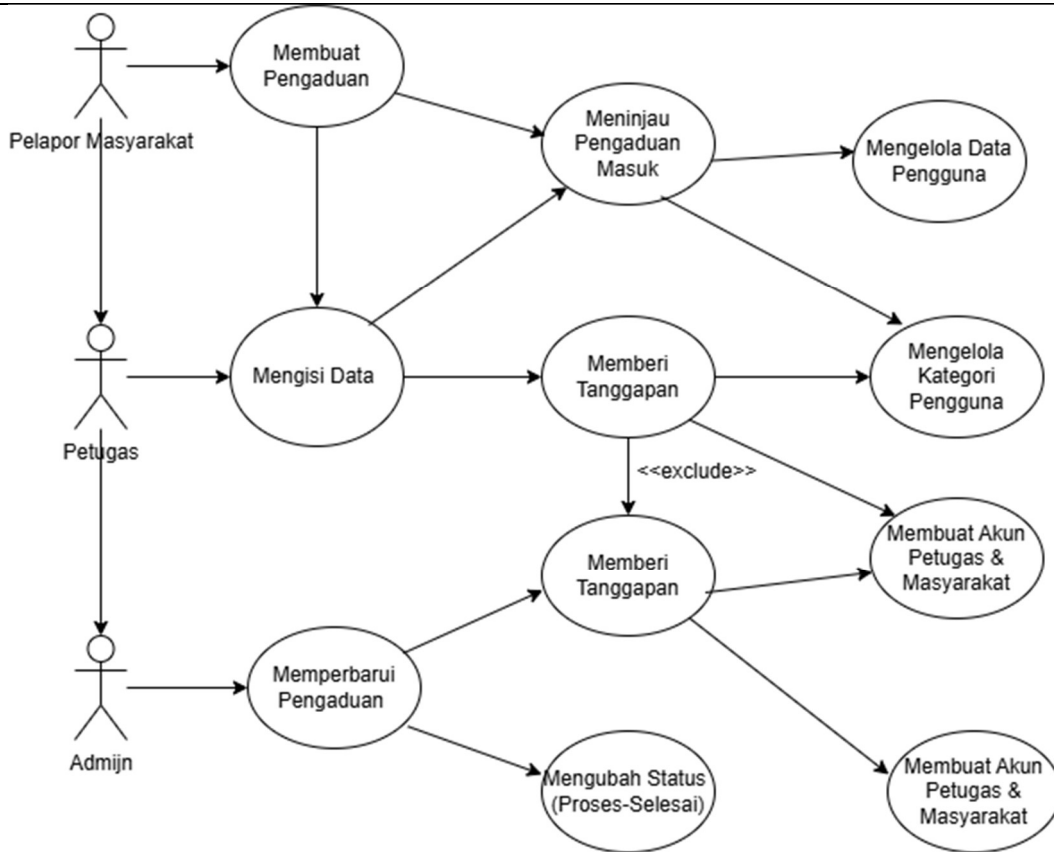 Membuat
Pengaduan
Pelapor Masyarakat
Meninjau
Pengaduan
Masuk
Mengelola Data
Pengguna
Petugas
Mengisi Data
Memberi
Tanggapan
Mengelola
Kategori
Pengguna
<<exclude>>
Memberi
Tanggapan
Membuat Akun
Petugas &
Masyarakat
Admijn
Memperbarui
Pengaduan
Mengubah Status
(Proses-Selesai)
Membuat Akun
Petugas &
Masyarakat